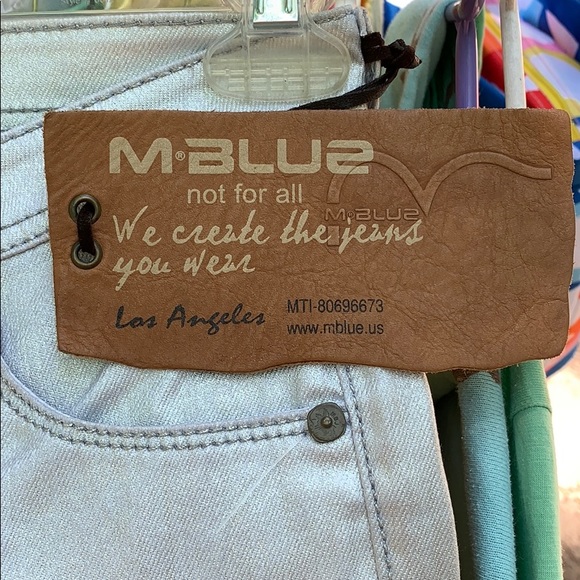 M·BLUE
not for all
M·BLUE
We create the jeans
you wear
Los Angeles
MTI-80696673
www.mblue.us